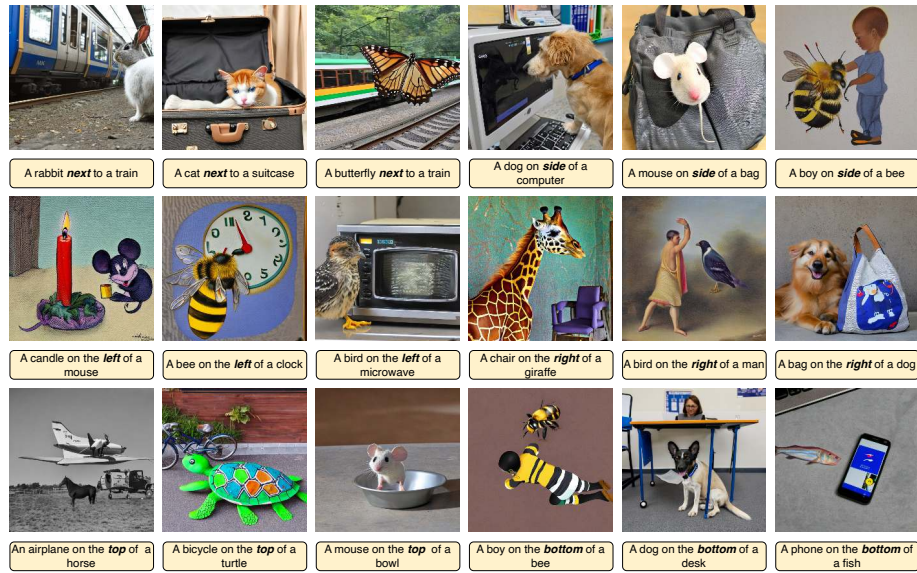 A rabbit next to a train
A cat next to a suitcase
A butterfly next to a train
A dog on side of a
computer
A mouse on side of a bag
A boy on side of a bee
A candle on the left of a
mouse
A bee on the left of a clock
A bird on the left of a
microwave
A chair on the right of a
giraffe
A bird on the right of a man
A bag on the right of a dog
An airplane on the top of a
horse
A bicycle on the top of a
turtle
A mouse on the top of a
bowl
A boy on the bottom of a
bee
A dog on the bottom of a
desk
A phone on the bottom of
a fish